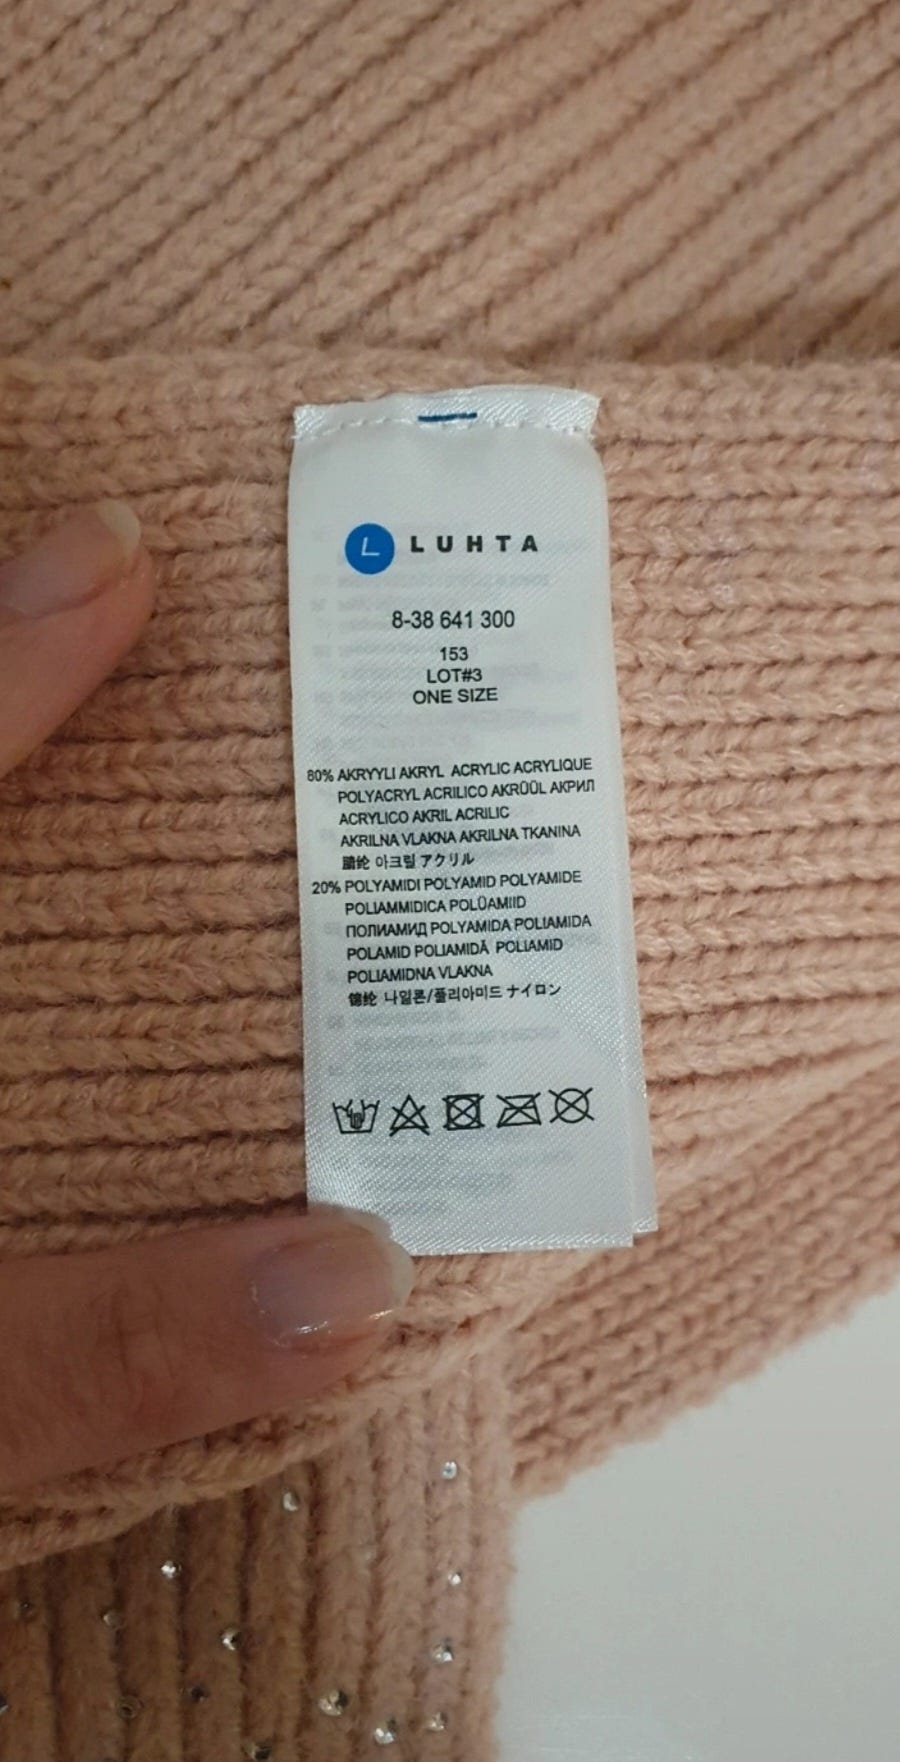 L LUHTA
8-38 641 300
153
LOT#3
ONE SIZE
80% AKRYYLI AKRYL ACRYLIC ACRYLIQUE
POLYACRYL ACRILICO AKRÜÜL АКРИЛ
ACRYLICO AKRIL ACRILIC
AKRILNA VLAKNA AKRILNA TKANINA
腈纶 아크릴 アクリル
20% POLYAMIDI POLYAMID POLYAMIDE
POLIAMMIDICA POLÜAMIID
ПОЛИАМИД POLYAMIDA POLIAMIDA
POLAMID POLIAMIDĂ POLIAMID
POLIAMIDNA VLAKNA
锦纶 나일론/폴리아미드 ナイロン